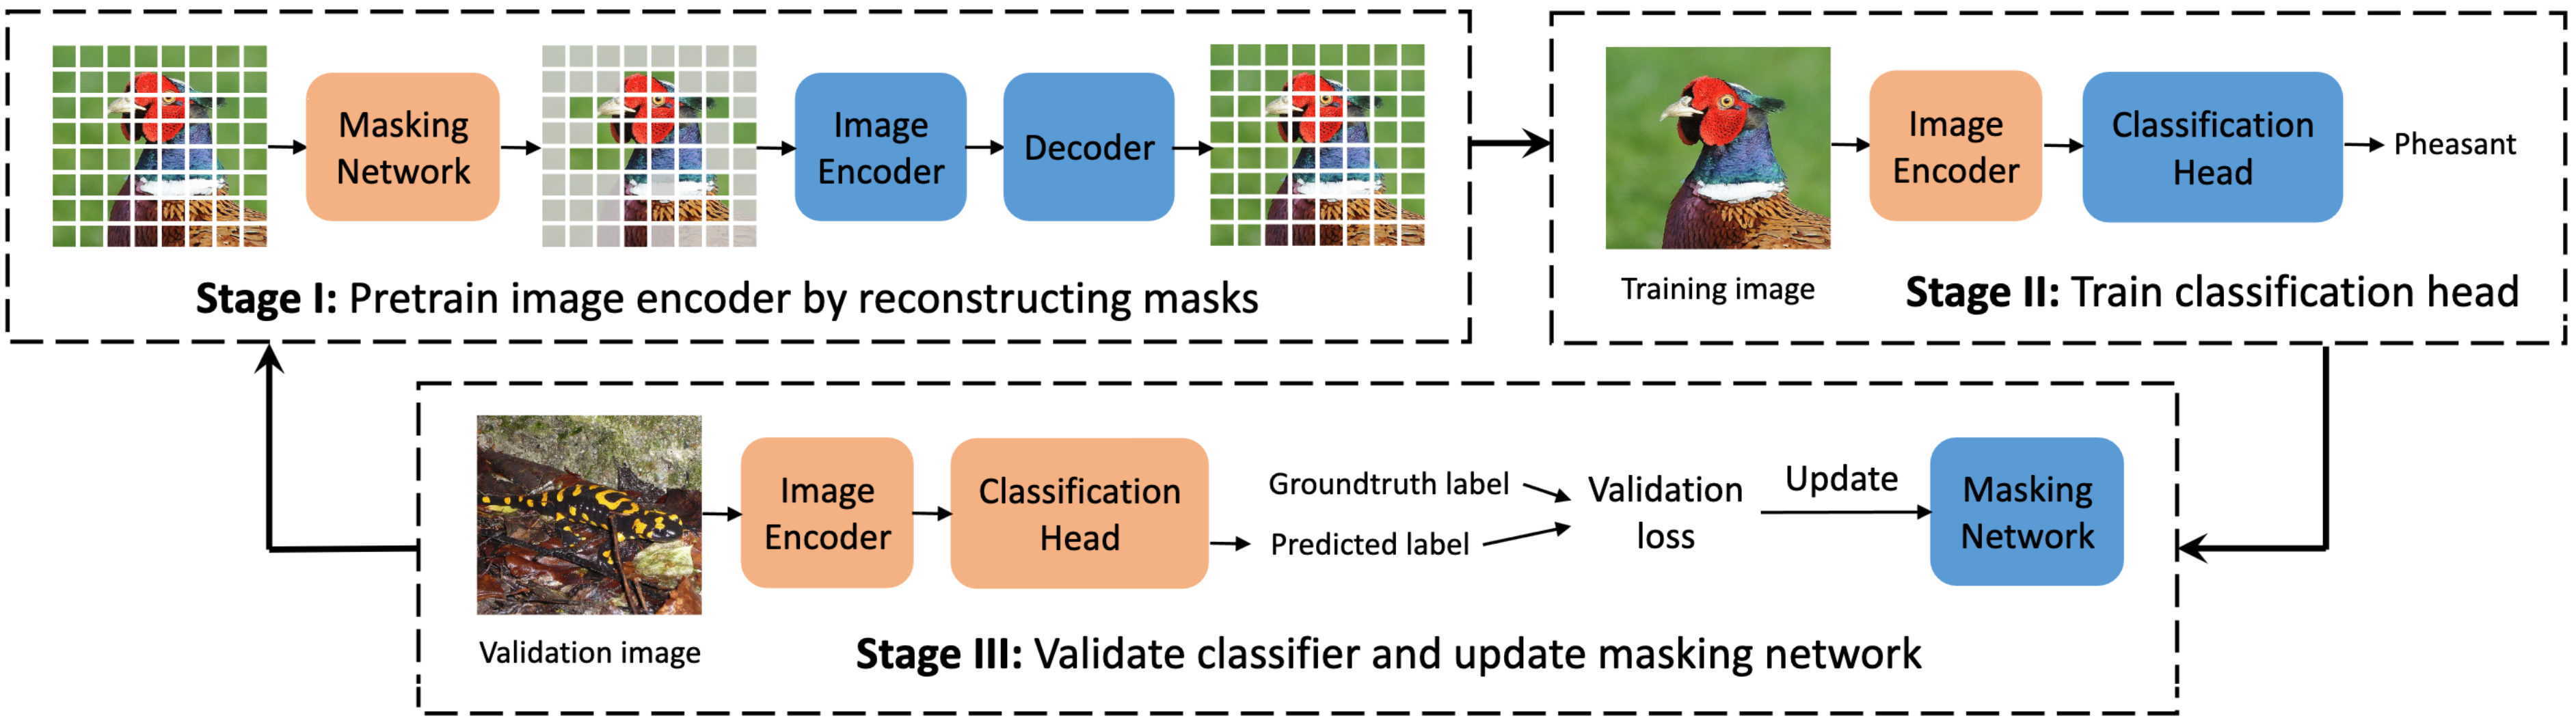 Masking
Network
Image
Encoder
Decoder
Stage I: Pretrain image encoder by reconstructing masks
Training image
Image
Encoder
Classification
Head
Pheasant
Stage II: Train classification head
Validation image
Image
Encoder
Classification
Head
Groundtruth label
Predicted label
Validation
loss
Update
Masking
Network
Stage III: Validate classifier and update masking network